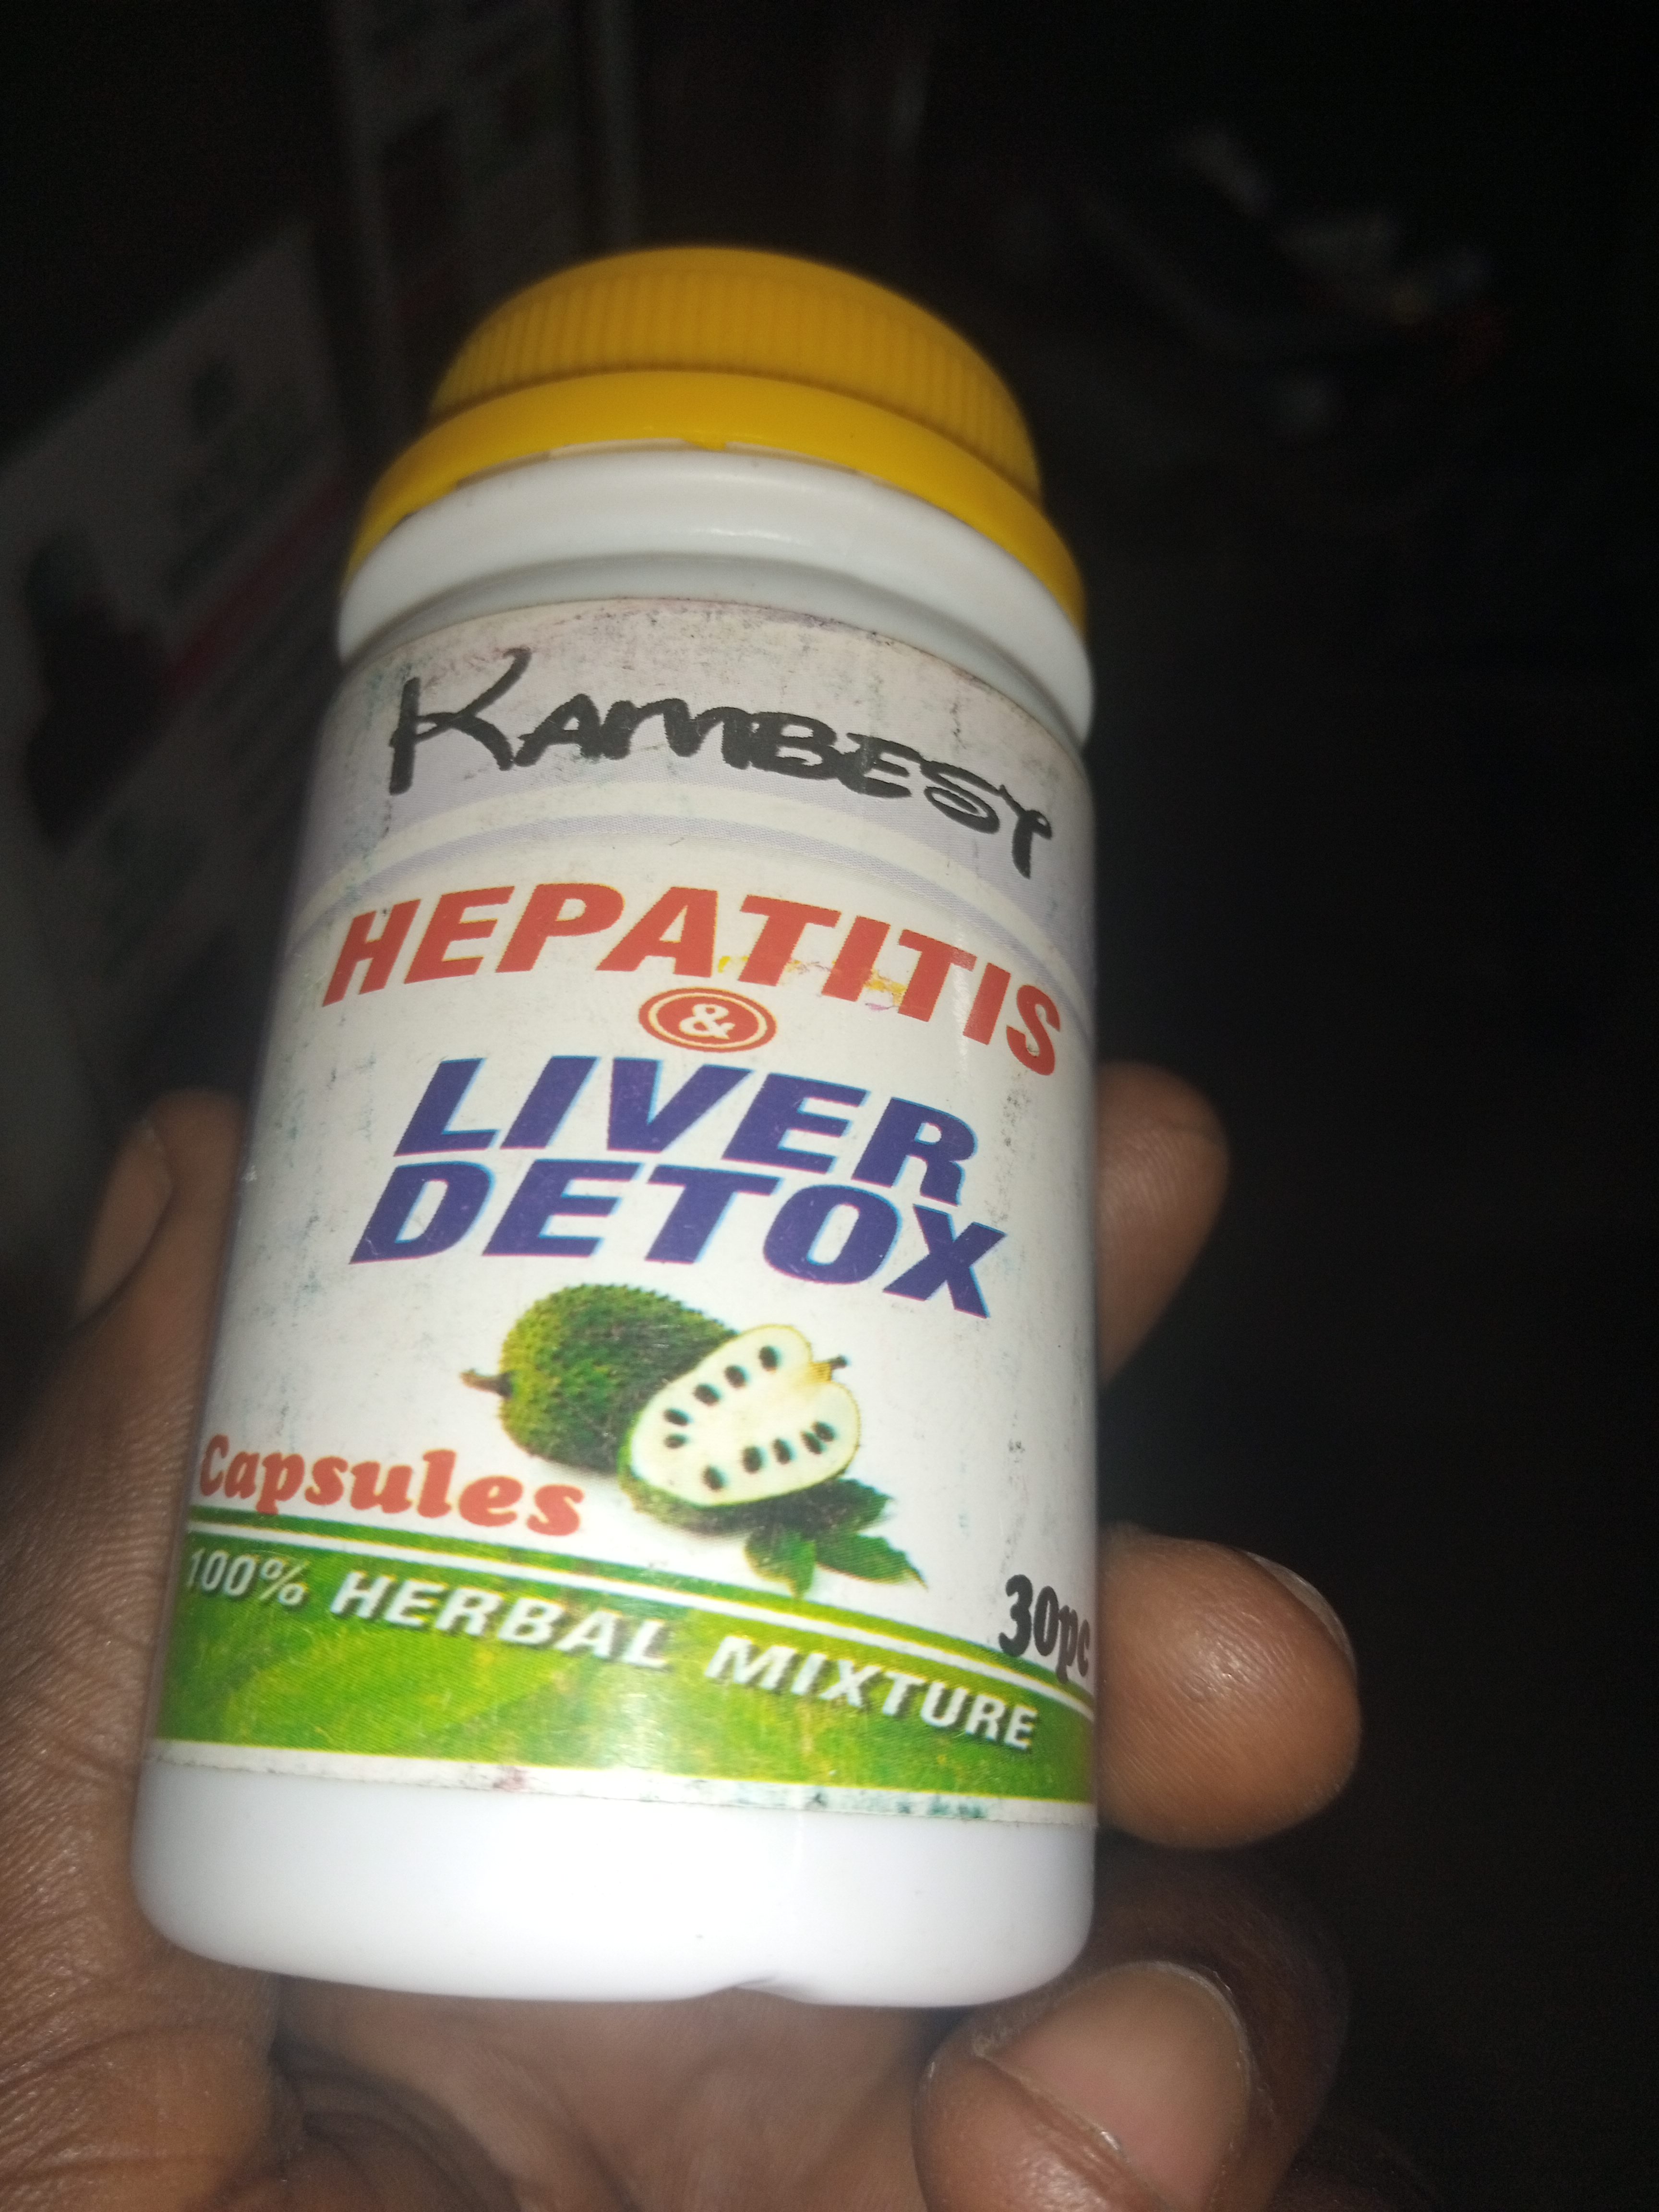 KAMBEST
HEPATITIS
&
LIVER
DETOX
Capsules
30pc
100% HERBAL MIXTURE